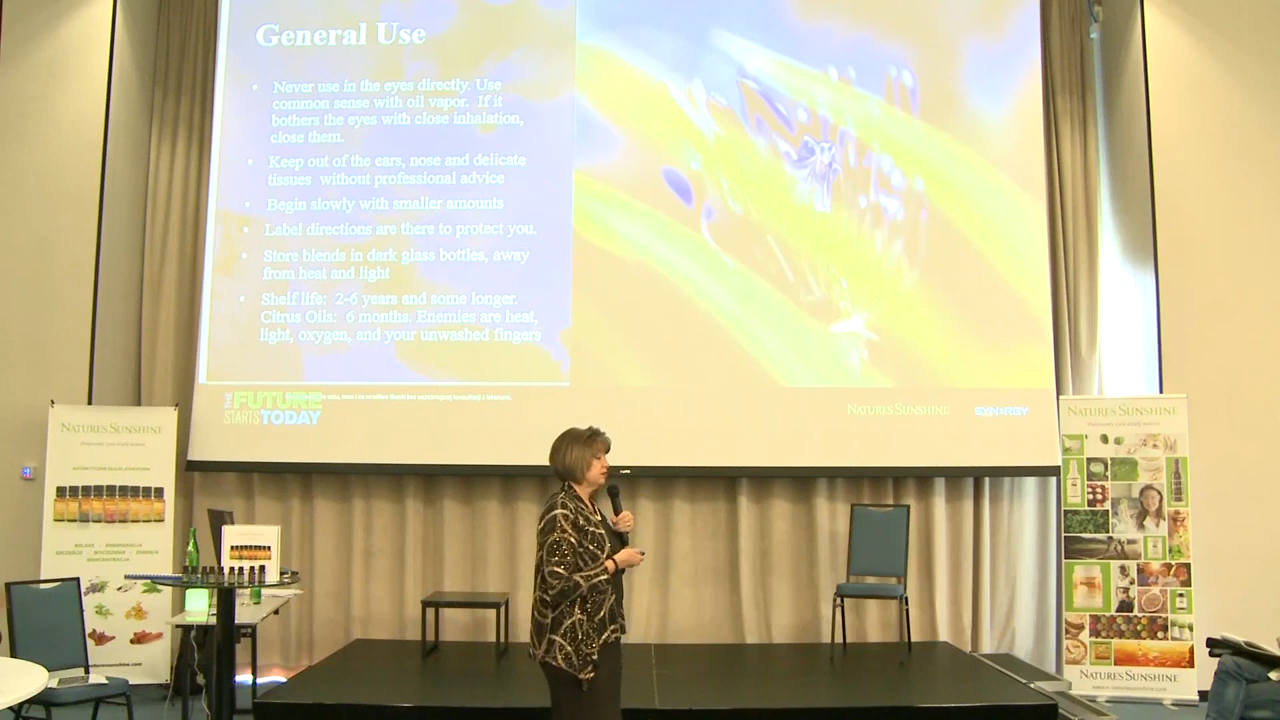 General Use
• Never use in the eyes directly. Use
common sense with oil vapor. If it
bothers the eyes with close inhalation,
close them.
• Keep out of the ears, nose and delicate
tissues without professional advice
• Begin slowly with smaller amounts
• Label directions are there to protect you.
• Store blends in dark glass bottles, away
from heat and light
• Shelf life: 2-6 years and some longer.
Citrus Oils: 6 months. Enemies are heat,
light, oxygen, and your unwashed fingers
THE FUTURE
STARTS TODAY
NATURE'S SUNSHINE
SYNERGY
NATURE'S SUNSHINE
NATURE'S SUNSHINE
NATURE'S SUNSHINE